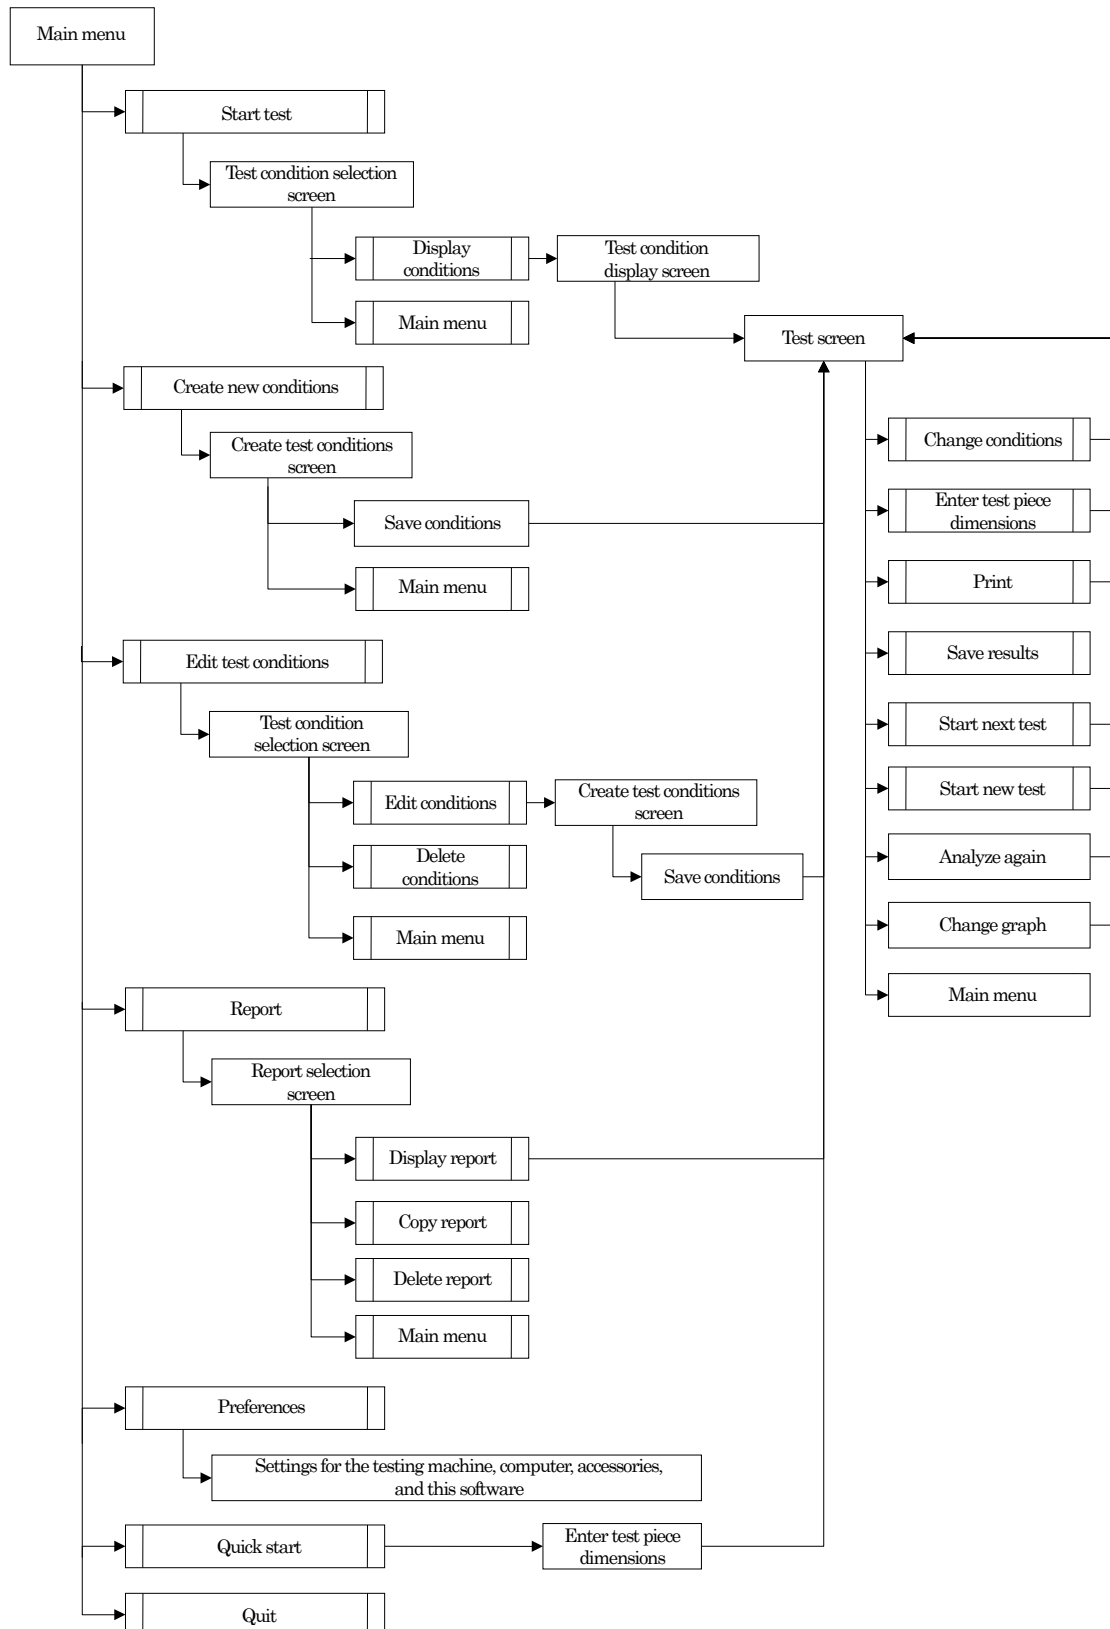 Main menu
Start test
Test condition selection
screen
Display
conditions
Test condition
display screen
Main menu
Test screen
Create new conditions
Create test conditions
screen
Save conditions
Main menu
Change conditions
Enter test piece
dimensions
Print
Save results
Start next test
Start new test
Analyze again
Change graph
Main menu
Edit test conditions
Test condition
selection screen
Edit conditions
Create test conditions
screen
Delete
conditions
Save conditions
Main menu
Report
Report selection
screen
Display report
Copy report
Delete report
Main menu
Preferences
Settings for the testing machine, computer, accessories,
and this software
Quick start
Enter test piece
dimensions
Quit